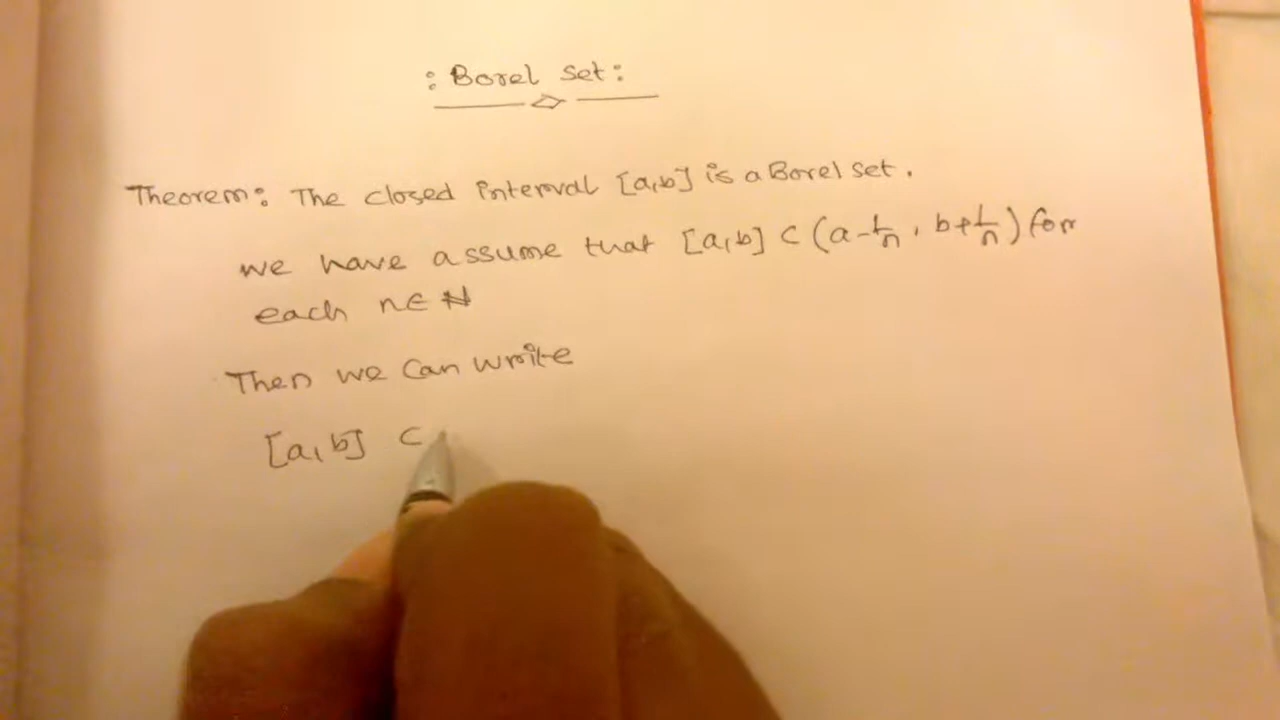 : Borel set :
Theorem: The closed interval [a,b] is a Borel set.
we have assume that [a,b] ⊂ (a-1/n, b+1/n) for
each n∈ℕ
Then we can write
[a,b] ⊂